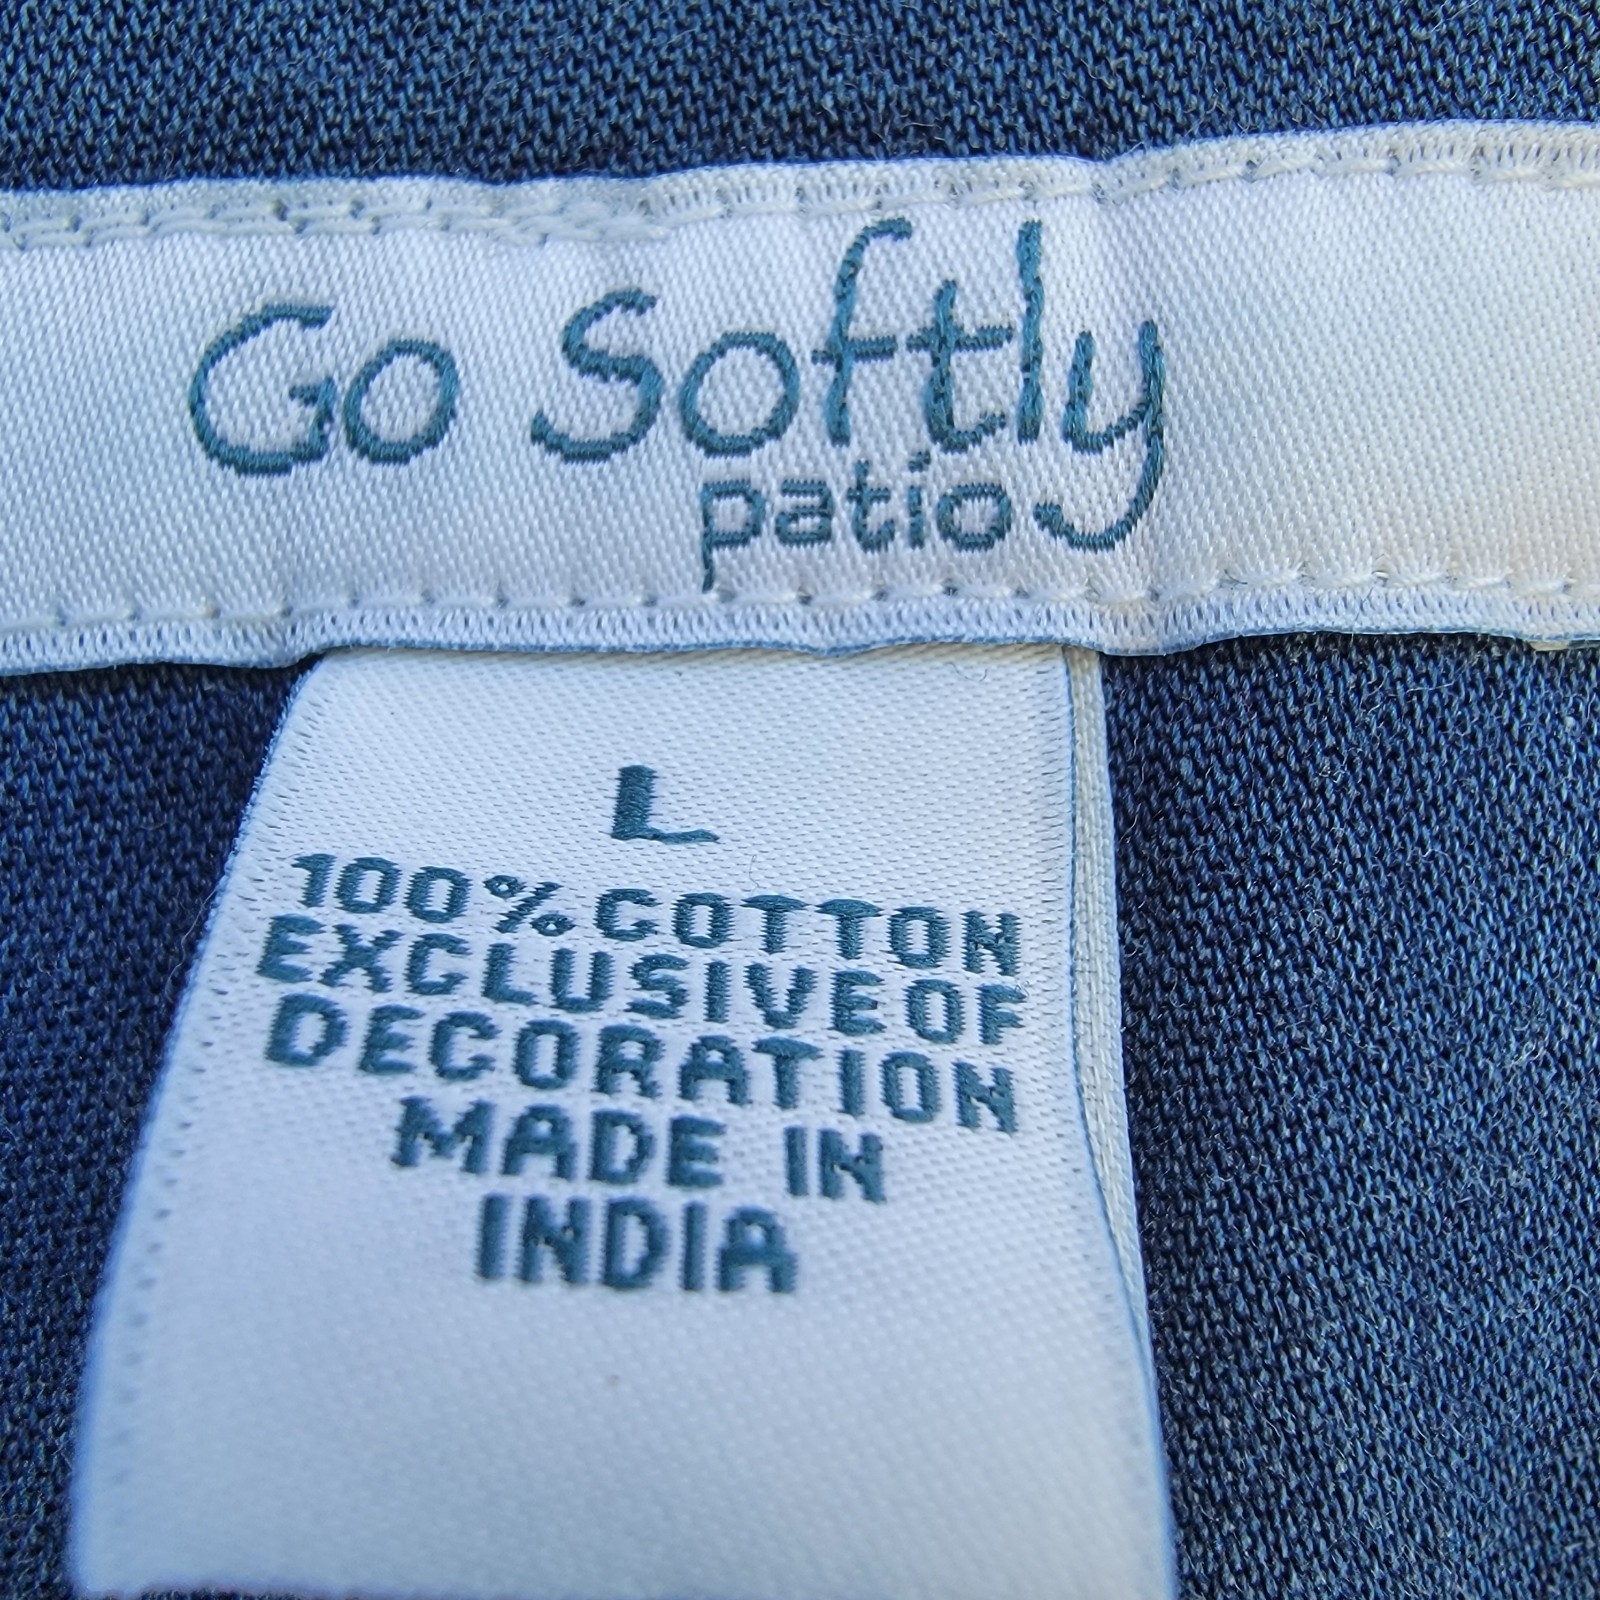 Go Softly
patio
L
100% COTTON
EXCLUSIVE OF
DECORATION
MADE IN
INDIA